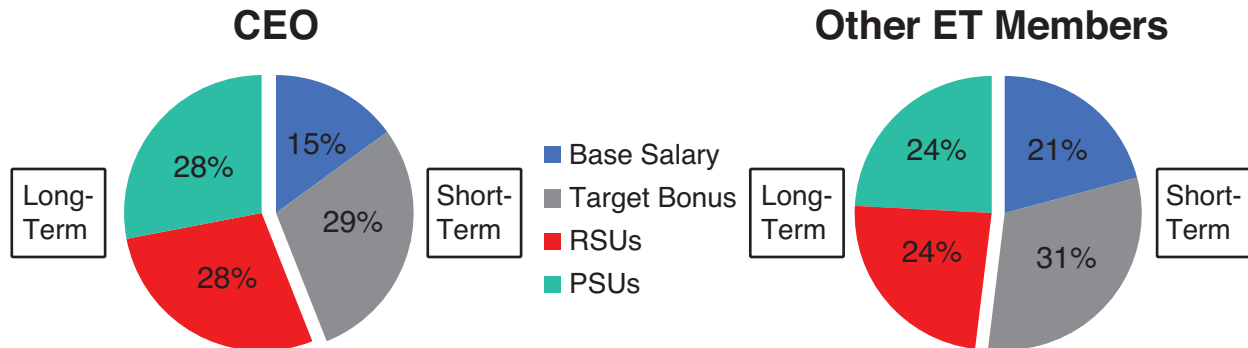 CEO
Other ET Members
15%
28%
29%
28%
Long-
Term
Short-
Term
Base Salary
Target Bonus
RSUs
PSUs
24%
21%
24%
31%
Long-
Term
Short-
Term